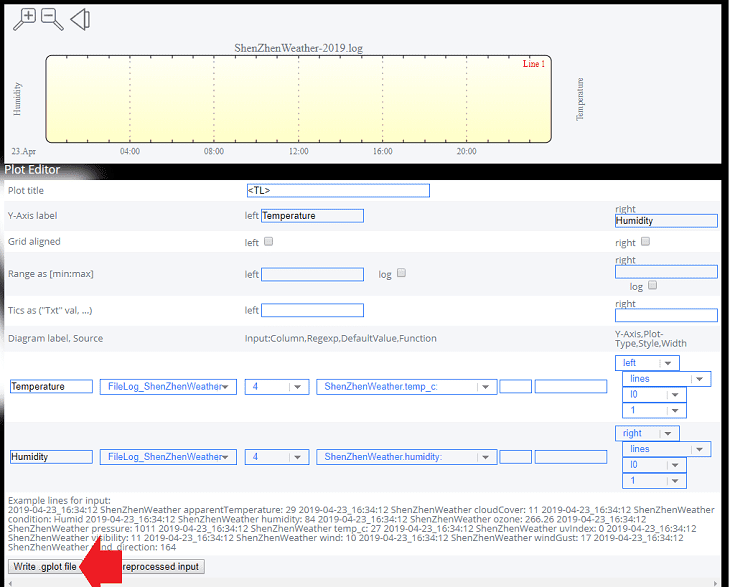 ShenZhenWeather-2019.log
Line 1
Humidity
Temperature
23.Apr 04:00 08:00 12:00 16:00 20:00
Plot Editor
Plot title <TL>
Y-Axis label left Temperature right Humidity
Grid aligned left right
Range as [min:max] left log right log
Tics as ("Txt" val, ...) left right
Diagram label, Source Input:Column,Regexp,DefaultValue,Function Y-Axis,Plot-
Type,Style,Width
Temperature FileLog_ShenZhenWeather 4 ShenZhenWeather.temp_c: left
lines
l0
1
Humidity FileLog_ShenZhenWeather 4 ShenZhenWeather.humidity: right
lines
l0
1
Example lines for input:
2019-04-23_16:34:12 ShenZhenWeather apparentTemperature: 29 2019-04-23_16:34:12 ShenZhenWeather cloudCover: 11 2019-04-23_16:34:12 ShenZhenWeather
condition: Humid 2019-04-23_16:34:12 ShenZhenWeather humidity: 84 2019-04-23_16:34:12 ShenZhenWeather ozone: 266.26 2019-04-23_16:34:12
ShenZhenWeather pressure: 1011 2019-04-23_16:34:12 ShenZhenWeather temp_c: 27 2019-04-23_16:34:12 ShenZhenWeather uvIndex: 0 2019-04-23_16:34:12
ShenZhenWeather visibility: 11 2019-04-23_16:34:12 ShenZhenWeather wind: 10 2019-04-23_16:34:12 ShenZhenWeather windGust: 17 2019-04-23_16:34:12
ShenZhenWeather wind_direction: 164
Write .gplot file reprocessed input